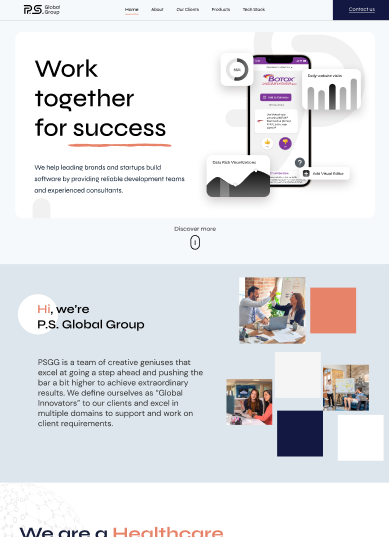 P.S. Global Group
Home About Our Clients Products Tech Stack Contact us
Work
together
for success
We help leading brands and startups build
software by providing reliable development teams
and experienced consultants.
Daily website visits
BOTOX
Data Rich Visualizations
Add Visual Editor
Discover more
Hi, we're
P.S. Global Group
PSGG is a team of creative geniuses that
excel at going a step ahead and pushing the
bar a bit higher to achieve extraordinary
results. We define ourselves as "Global
Innovators" to our clients and excel in
multiple domains to support and work on
client requirements.
We are a Healthcare